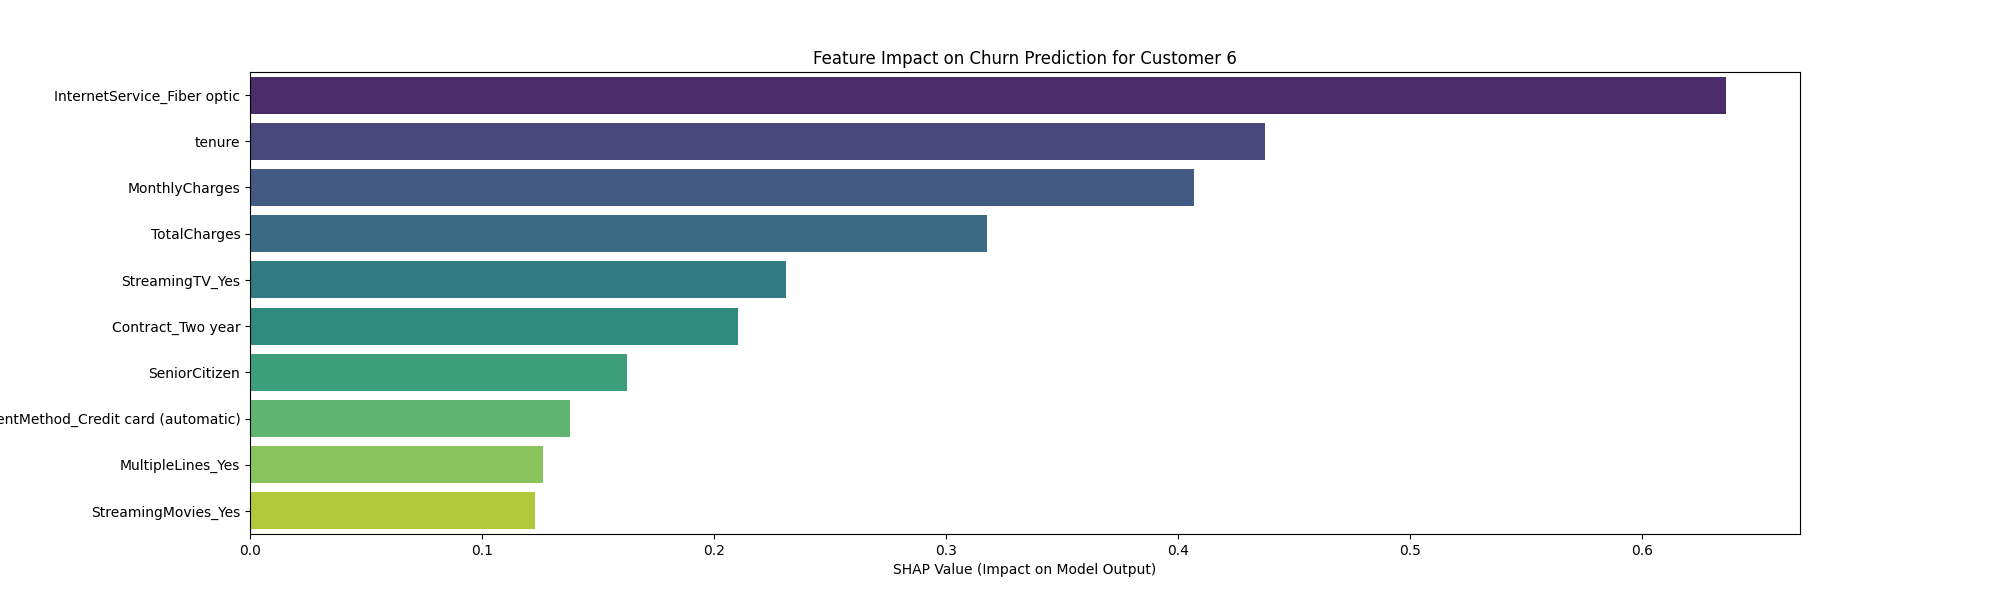 Feature Impact on Churn Prediction for Customer 6
InternetService_Fiber optic
tenure
MonthlyCharges
TotalCharges
StreamingTV_Yes
Contract_Two year
SeniorCitizen
entMethod_Credit card (automatic)
MultipleLines_Yes
StreamingMovies_Yes
0.0 0.1 0.2 0.3 0.4 0.5 0.6
SHAP Value (Impact on Model Output)